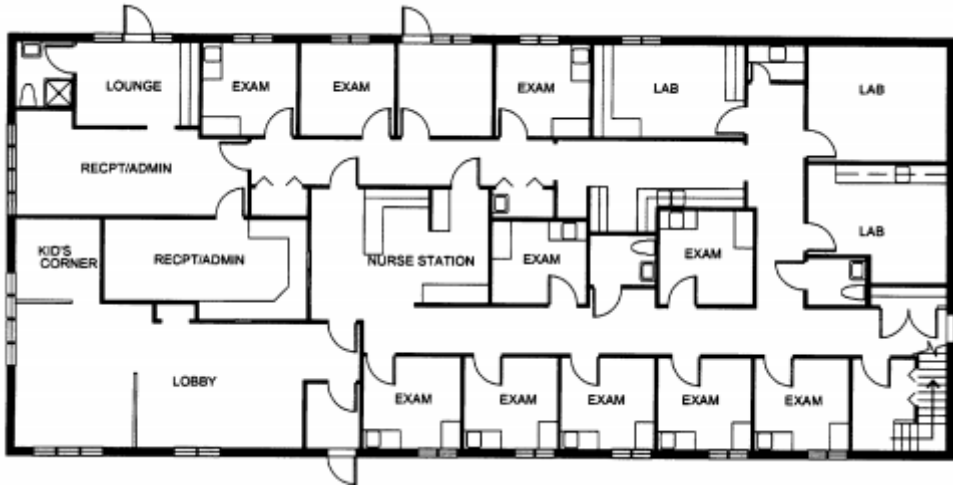 LOUNGE
EXAM
EXAM
EXAM
LAB
LAB
RECPT/ADMIN
KID'S
CORNER
RECPT/ADMIN
NURSE STATION
EXAM
EXAM
LAB
LOBBY
EXAM
EXAM
EXAM
EXAM
EXAM